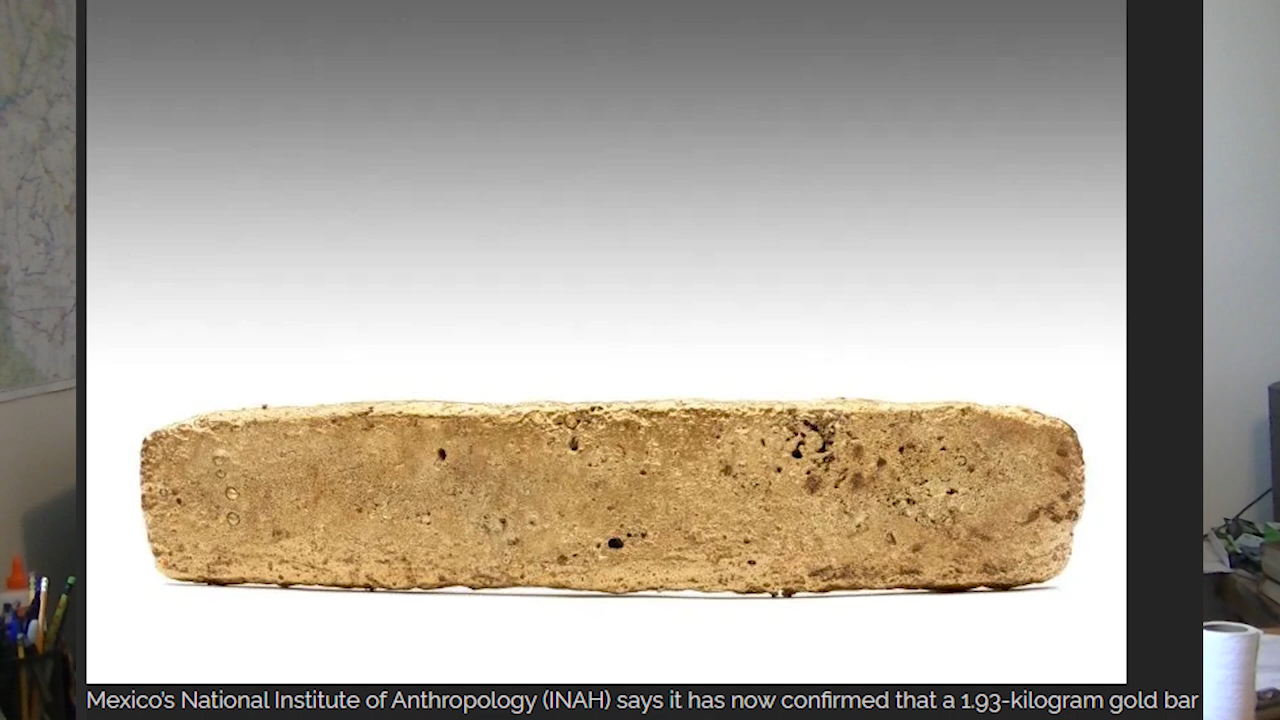 Mexico's National Institute of Anthropology (INAH) says it has now confirmed that a 1.93-kilogram gold bar